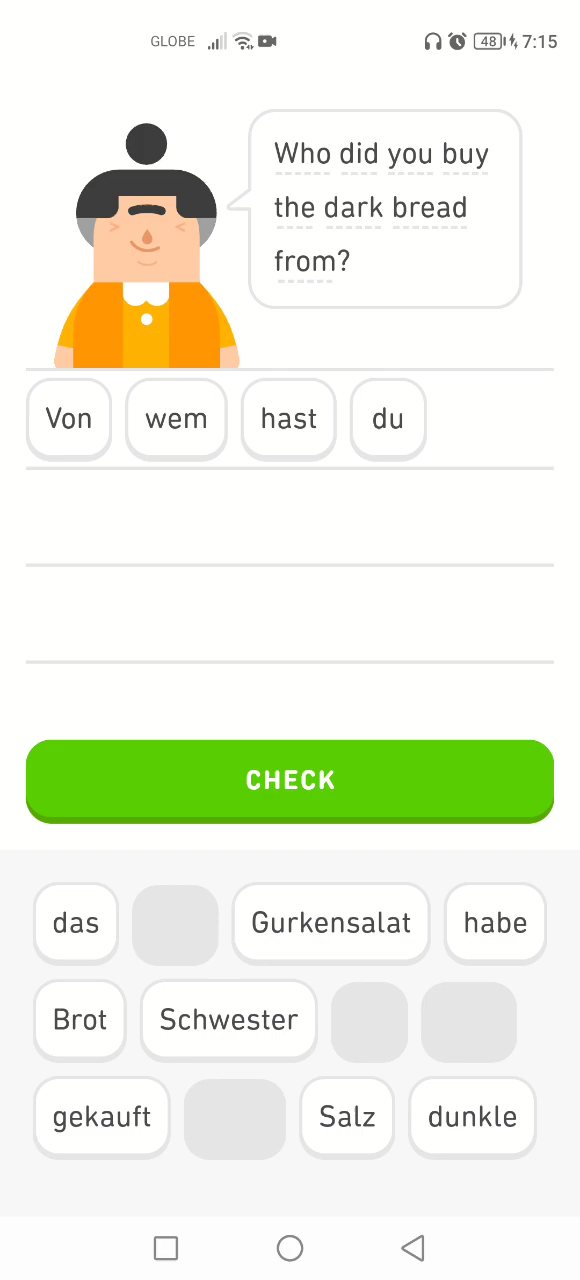 GLOBE 48 7:15
Who did you buy
the dark bread
from?
Von wem hast du
CHECK
das Gurkensalat habe
Brot Schwester
gekauft Salz dunkle